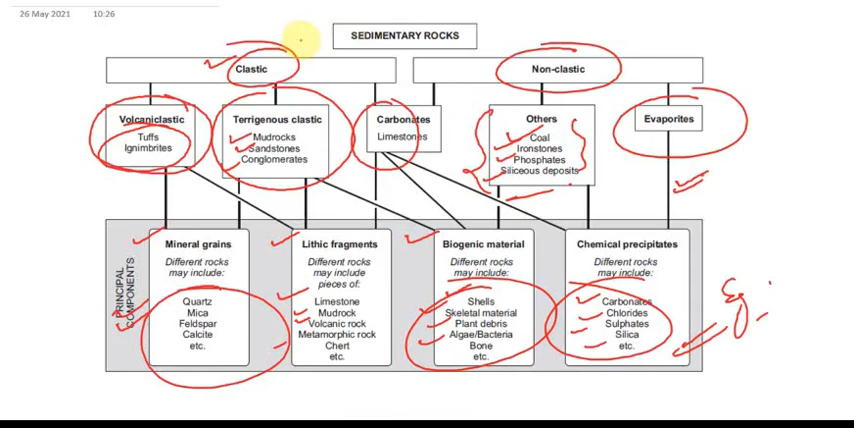 26 May 2021 10:26
SEDIMENTARY ROCKS
Clastic
Non-clastic
Volcaniclastic
Tuffs
Ignimbrites
Terrigenous clastic
Mudrocks
Sandstones
Conglomerates
Carbonates
Limestones
Others
Coal
Ironstones
Phosphates
Siliceous deposits
Evaporites
PRINCIPAL
COMPONENTS
Mineral grains
Different rocks
may include:
Quartz
Mica
Feldspar
Calcite
etc.
Lithic fragments
Different rocks
may include
pieces of:
Limestone
Mudrock
Volcanic rock
Metamorphic rock
Chert
etc.
Biogenic material
Different rocks
may include:
Shells
Skeletal material
Plant debris
Algae/Bacteria
Bone
etc.
Chemical precipitates
Different rocks
may include:
Carbonates
Chlorides
Sulphates
Silica
etc.